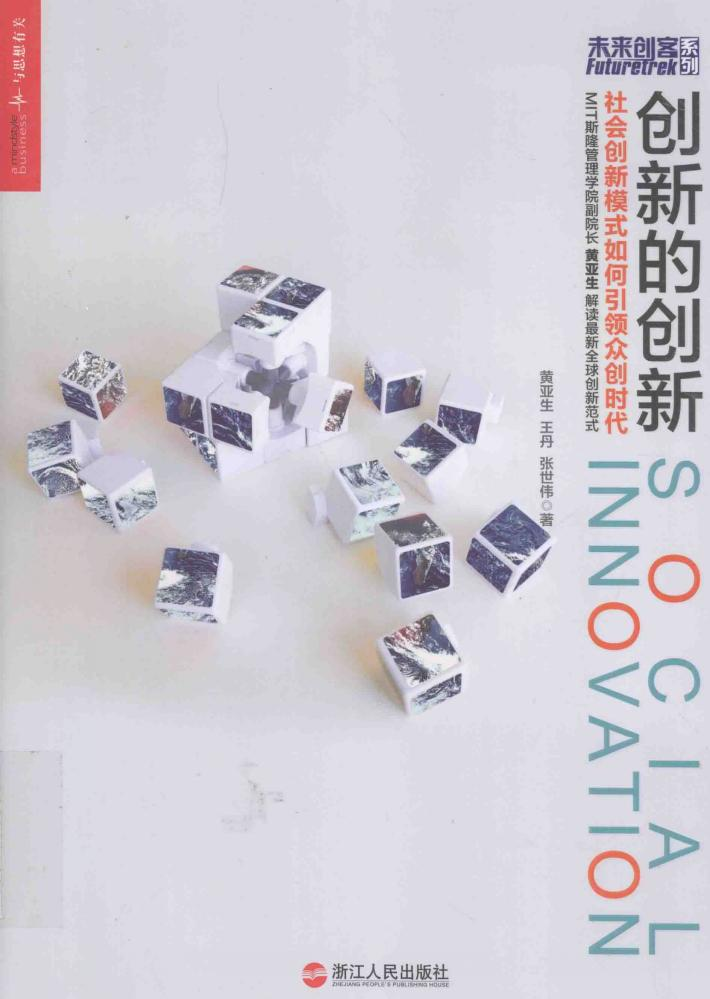 与思想有关
a mindstyle
business
未来创客系列
Futuretrek
创新的创新
社会创新模式如何引领众创时代
MIT斯隆管理学院副院长 黄亚生 解读最新全球创新范式
黄亚生 王丹 张世伟◎著
SOCIAL
INNOVATION
浙江人民出版社
ZHEJIANG PEOPLE'S PUBLISHING HOUSE